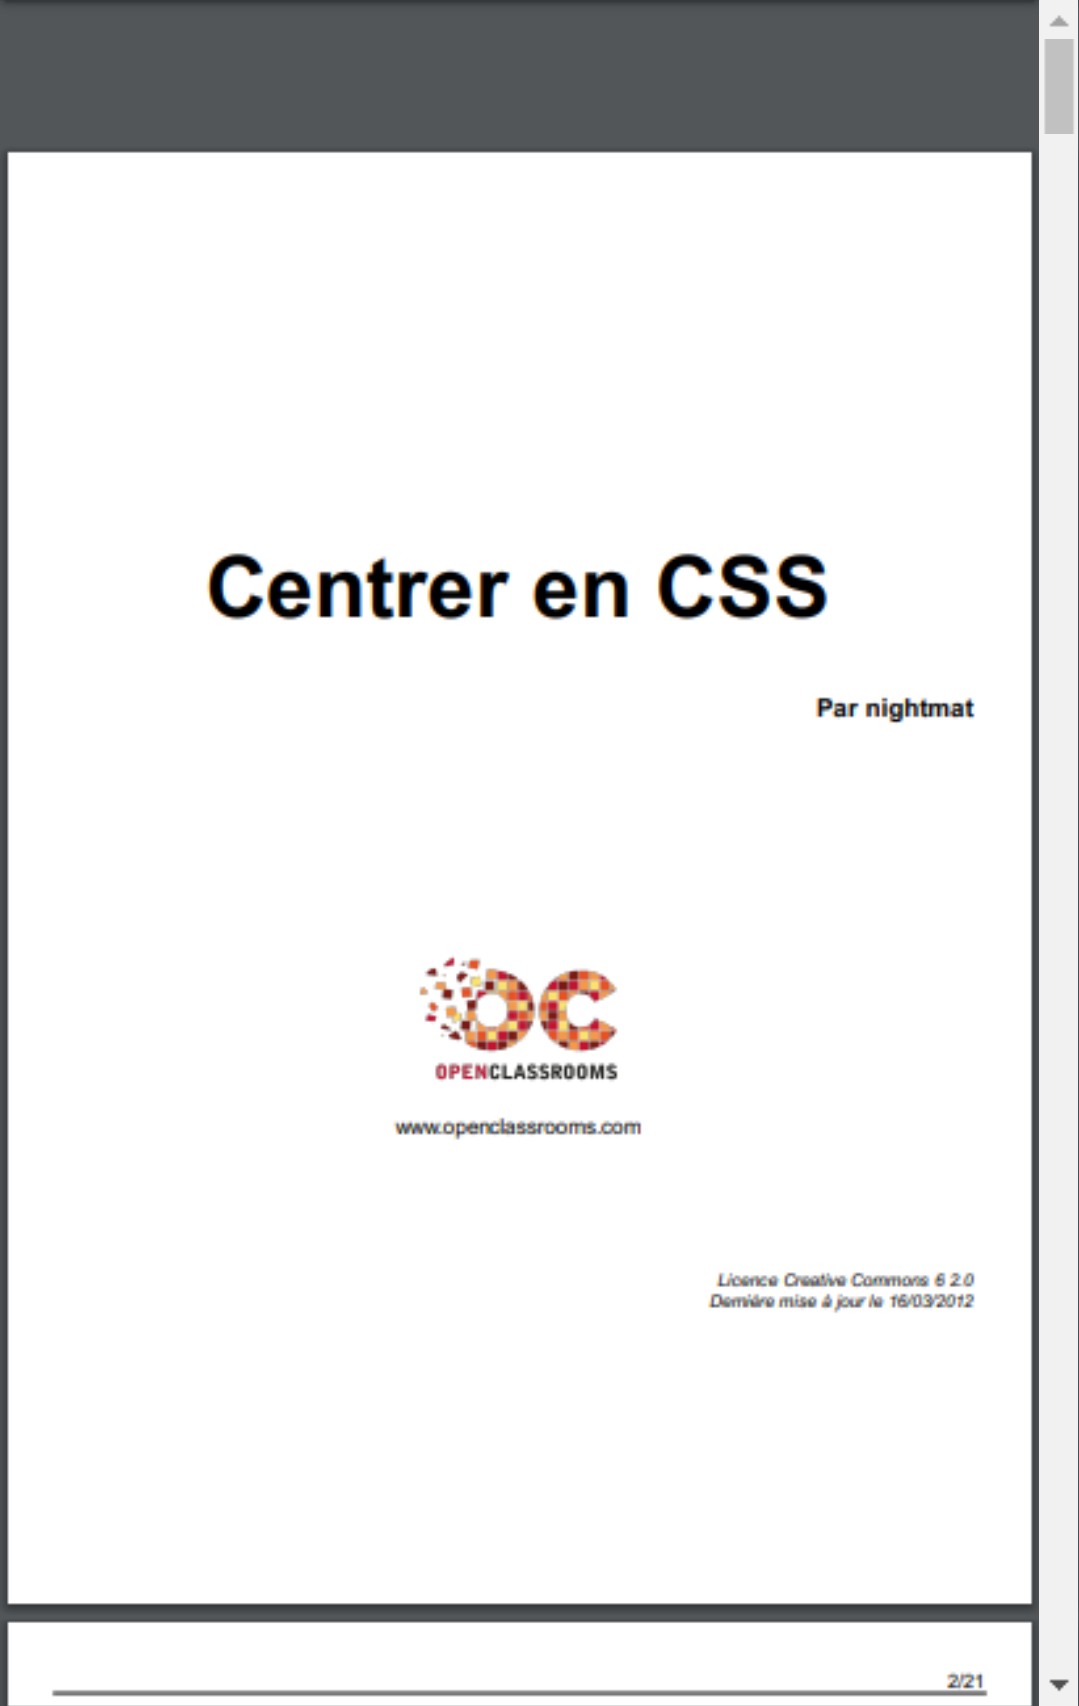 Centrer en CSS
Par nightmat
OC
OPENCLASSROOMS
www.openclassrooms.com
Licence Creative Commons 6 2.0
Dernière mise à jour le 16/03/2012
2/21